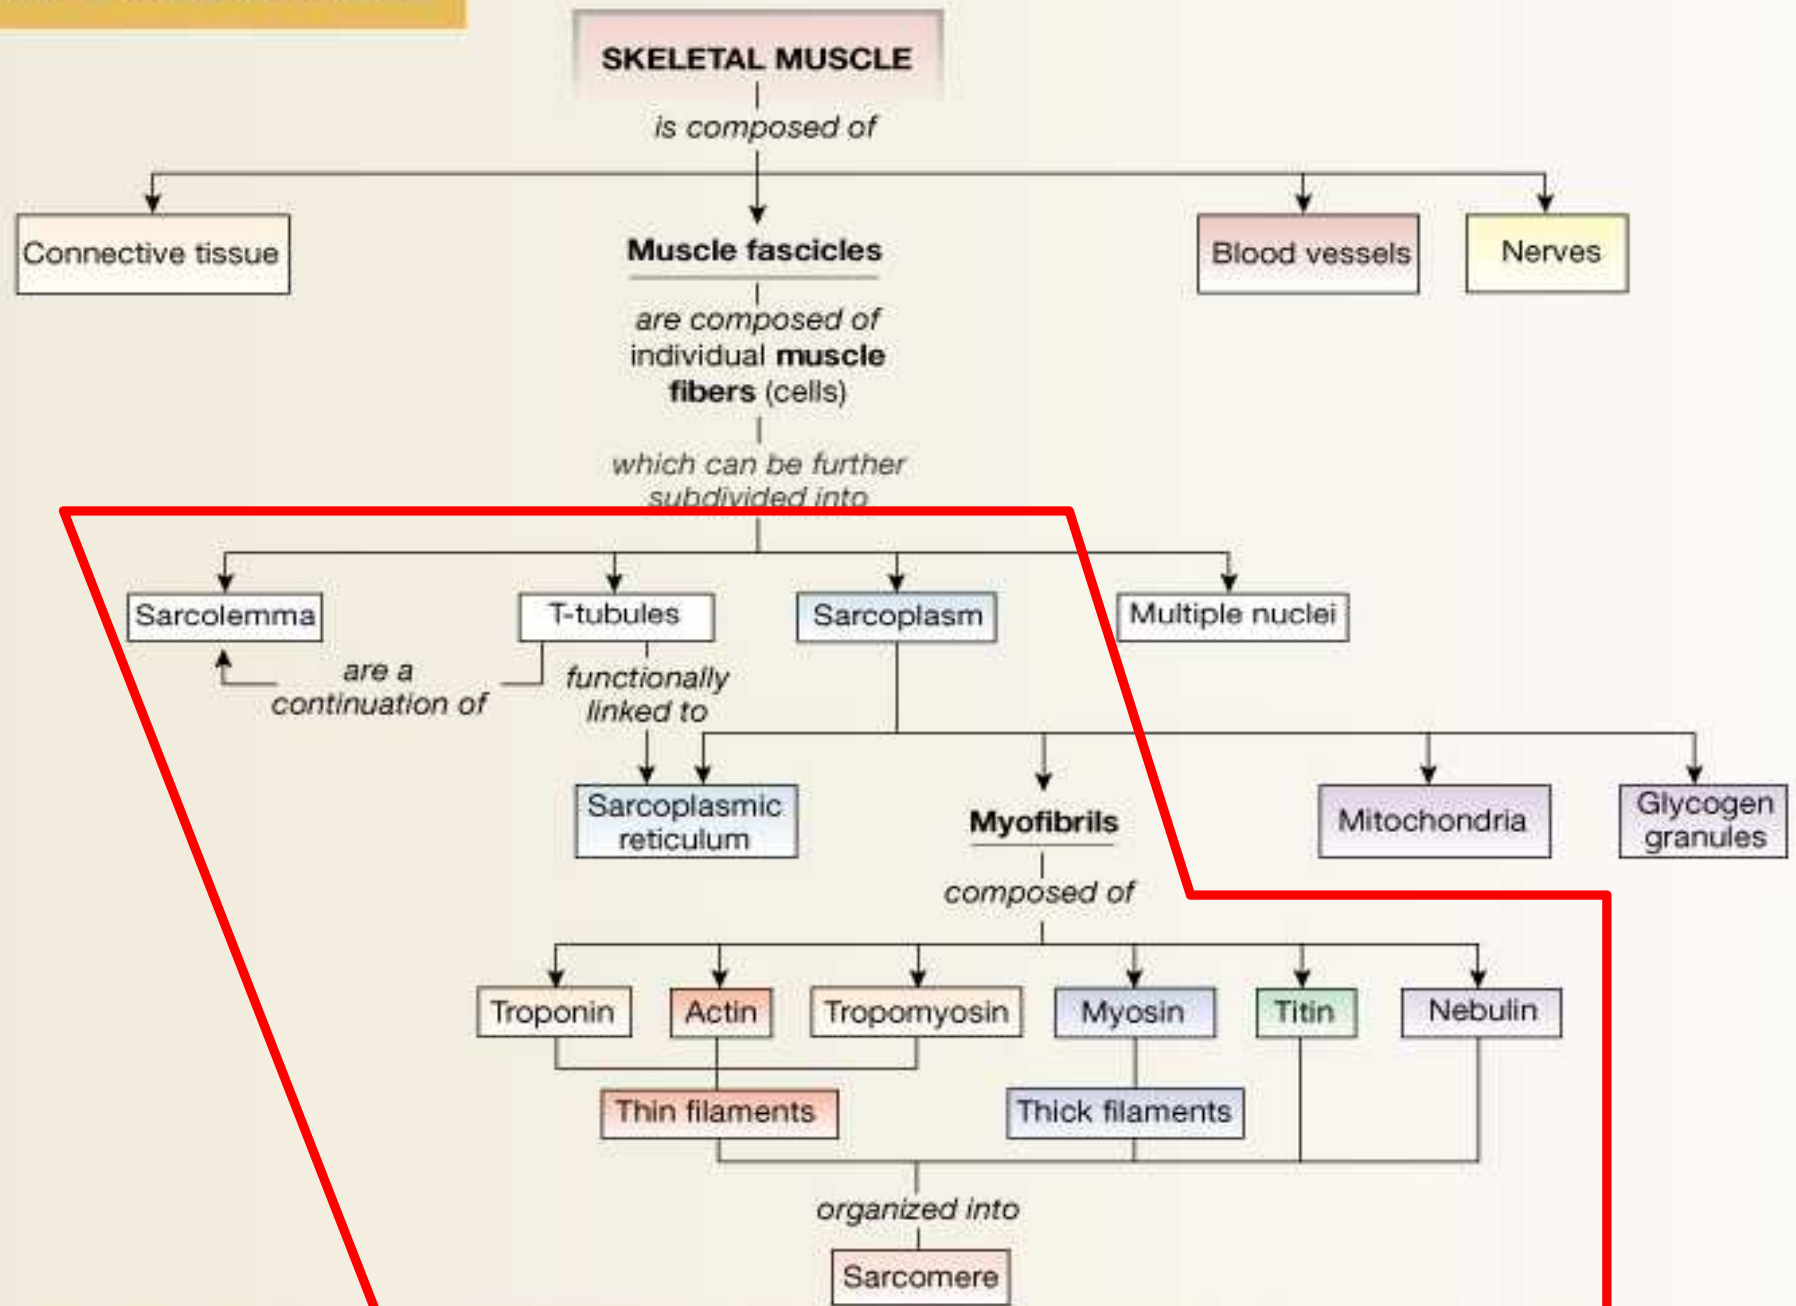 SKELETAL MUSCLE
is composed of
Connective tissue
Muscle fascicles
Blood vessels
Nerves
are composed of
individual muscle
fibers (cells)
which can be further
subdivided into
Sarcolemma
T-tubules
Sarcoplasm
Multiple nuclei
are a
continuation of
functionally
linked to
Sarcoplasmic
reticulum
Myofibrils
Mitochondria
Glycogen
granules
composed of
Troponin
Actin
Tropomyosin
Myosin
Titin
Nebulin
Thin filaments
Thick filaments
organized into
Sarcomere